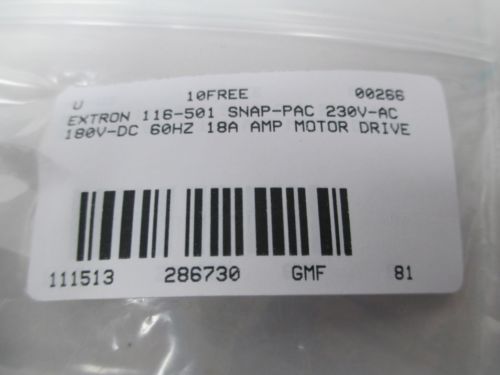 U 10FREE 00266
EXTRON 116-501 SNAP-PAC 230V-AC
180V-DC 60HZ 18A AMP MOTOR DRIVE
111513 286730 GMF 81